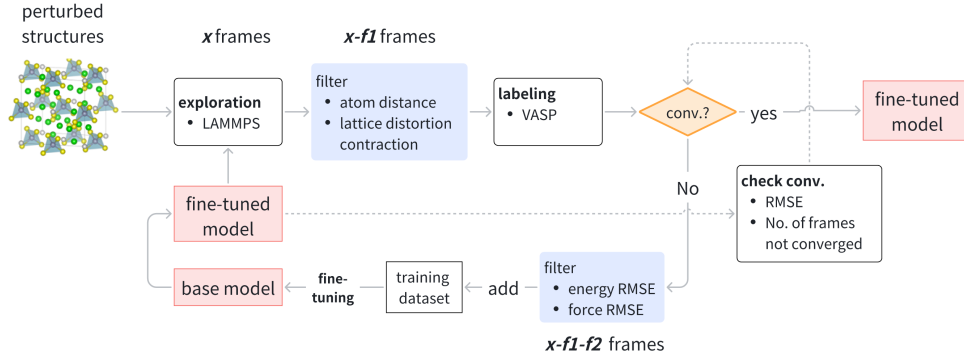 perturbed
structures
x frames
x-f1 frames
exploration
• LAMMPS
filter
• atom distance
• lattice distortion
contraction
labeling
• VASP
conv.?
yes
fine-tuned
model
No
check conv.
• RMSE
• No. of frames
not converged
fine-tuned
model
base model
fine-
tuning
training
dataset
add
filter
• energy RMSE
• force RMSE
x-f1-f2 frames